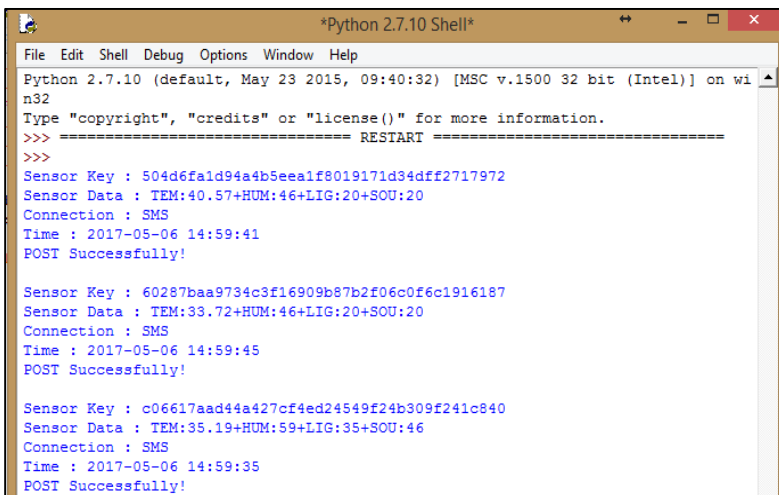 *Python 2.7.10 Shell*
File Edit Shell Debug Options Window Help
Python 2.7.10 (default, May 23 2015, 09:40:32) [MSC v.1500 32 bit (Intel)] on wi
n32
Type "copyright", "credits" or "license()" for more information.
>>> ================================ RESTART ================================
>>>
Sensor Key : 504d6fa1d94a4b5eea1f8019171d34dff2717972
Sensor Data : TEM:40.57+HUM:46+LIG:20+SOU:20
Connection : SMS
Time : 2017-05-06 14:59:41
POST Successfully!
Sensor Key : 60287baa9734c3f16909b87b2f06c0f6c1916187
Sensor Data : TEM:33.72+HUM:46+LIG:20+SOU:20
Connection : SMS
Time : 2017-05-06 14:59:45
POST Successfully!
Sensor Key : c06617aad44a427cf4ed24549f24b309f241c840
Sensor Data : TEM:35.19+HUM:59+LIG:35+SOU:46
Connection : SMS
Time : 2017-05-06 14:59:35
POST Successfully!